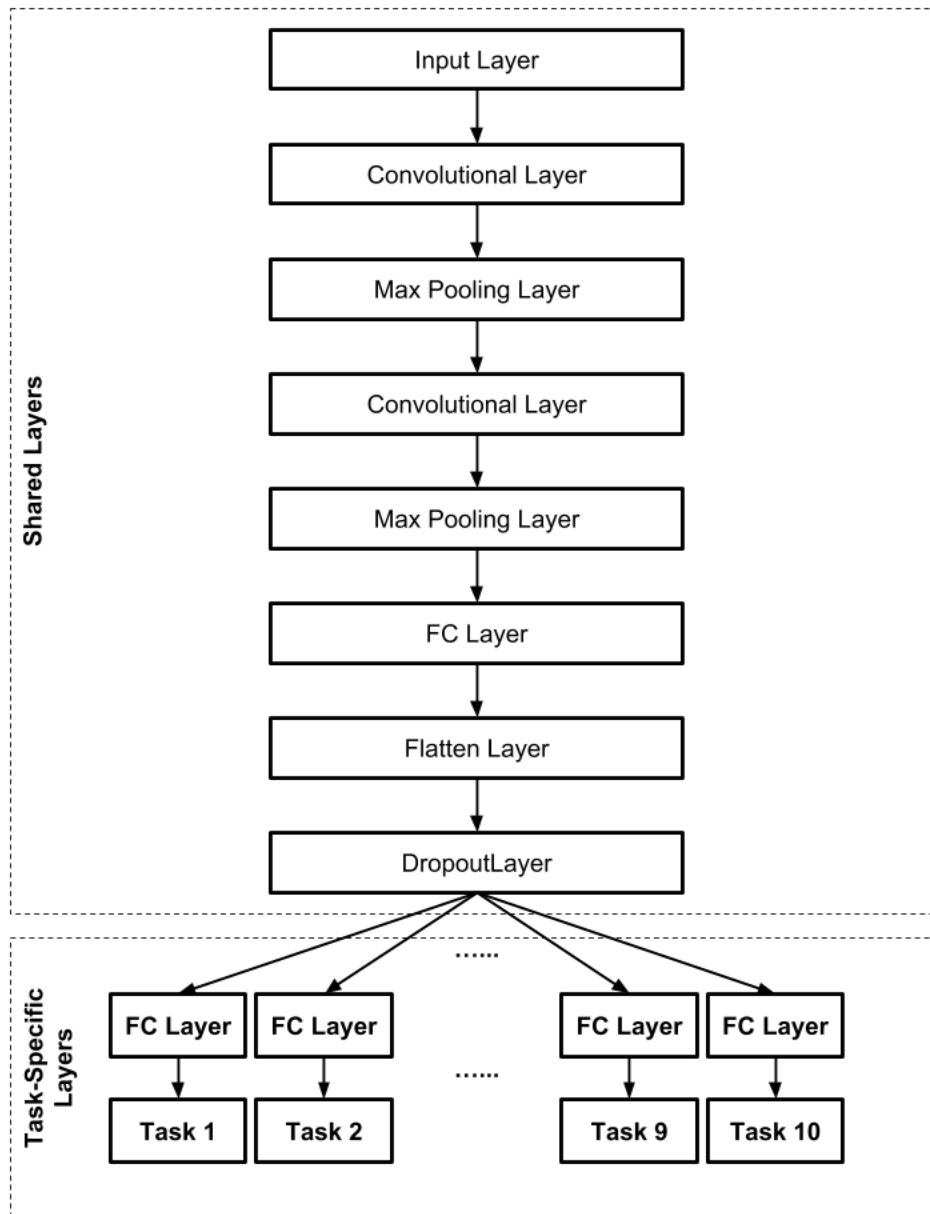 Input Layer
Convolutional Layer
Max Pooling Layer
Convolutional Layer
Max Pooling Layer
FC Layer
Flatten Layer
DropoutLayer
Shared Layers
......
FC Layer
FC Layer
FC Layer
FC Layer
......
Task 1
Task 2
Task 9
Task 10
Task-Specific
Layers